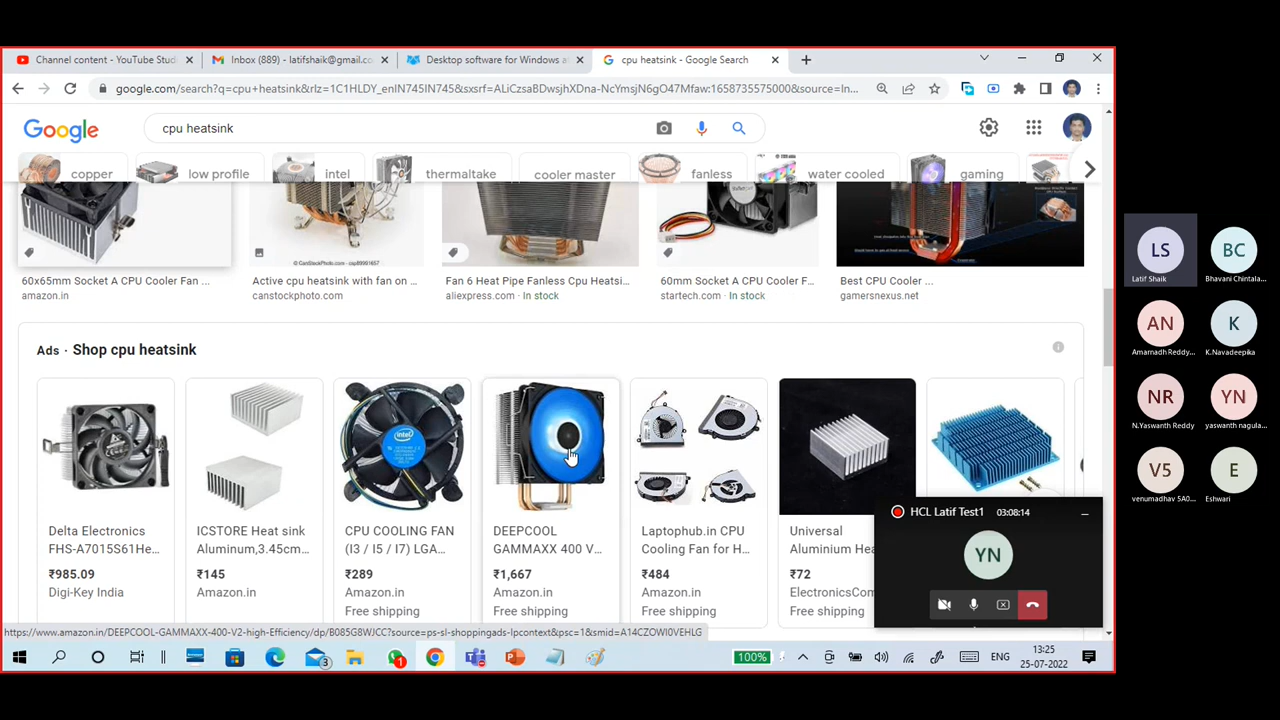 Channel content - YouTube Stud
Inbox (889) - latifshaik@gmail.co
Desktop software for Windows a
cpu heatsink - Google Search
google.com/search?q=cpu+heatsink&rlz=1C1HLDY_enIN745IN745&sxsrf=ALiCzsaBDwsjhXDna-NcYmsjN6gO47Mfaw:1658735575000&source=ln...
Google
cpu heatsink
copper
low profile
intel
thermaltake
cooler master
fanless
water cooled
gaming
60x65mm Socket A CPU Cooler Fan ...
amazon.in
Active cpu heatsink with fan on ...
canstockphoto.com
Fan 6 Heat Pipe Fanless Cpu Heatsi...
aliexpress.com · In stock
60mm Socket A CPU Cooler F...
startech.com · In stock
Best CPU Cooler ...
gamersnexus.net
Ads · Shop cpu heatsink
intel
Delta Electronics
FHS-A7015S61He...
₹985.09
Digi-Key India
ICSTORE Heat sink
Aluminum,3.45cm...
₹145
Amazon.in
CPU COOLING FAN
(I3 / I5 / I7) LGA...
₹289
Amazon.in
Free shipping
DEEPCOOL
GAMMAXX 400 V...
₹1,667
Amazon.in
Free shipping
Laptophub.in CPU
Cooling Fan for H...
₹484
Amazon.in
Free shipping
Universal
Aluminium Hea
₹72
ElectronicsCom
Free shipping
HCL Latif Test1
03:08:14
YN
https://www.amazon.in/DEEPCOOL-GAMMAXX-400-V2-high-Efficiency/dp/B085G8WJCC?source=ps-sl-shoppingads-lpcontext&psc=1&smid=A14CZOWI0VEHLG
3
1
100%
ENG
13:25
25-07-2022
LS
Latif Shaik
BC
Bhavani Chintala...
AN
Amarnadh Reddy...
K
K.Navadeepika
NR
N.Yaswanth Reddy
YN
yaswanth nagula...
V5
venumadhav 5A0...
E
Eshwari